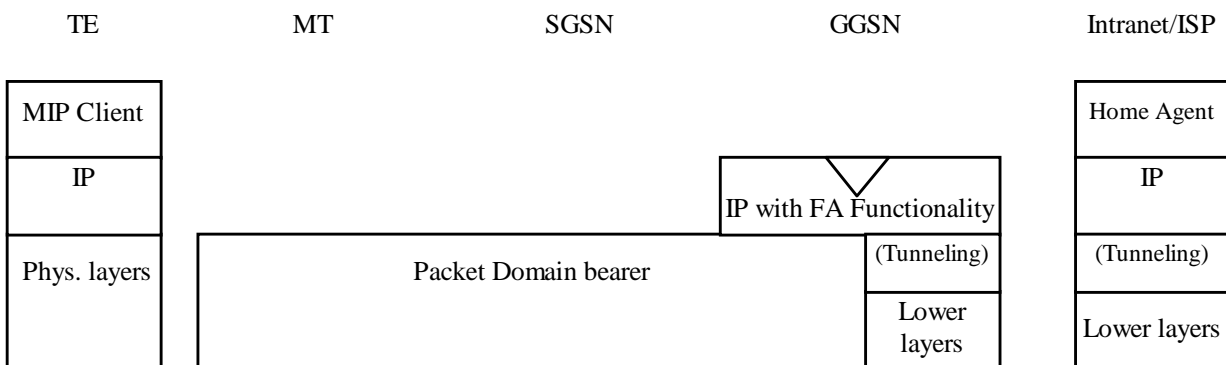 TE MT SGSN GGSN Intranet/ISP
MIP Client
Home Agent
IP
IP
IP with FA Functionality
Phys. layers
Packet Domain bearer
(Tunneling)
(Tunneling)
Lower
layers
Lower layers